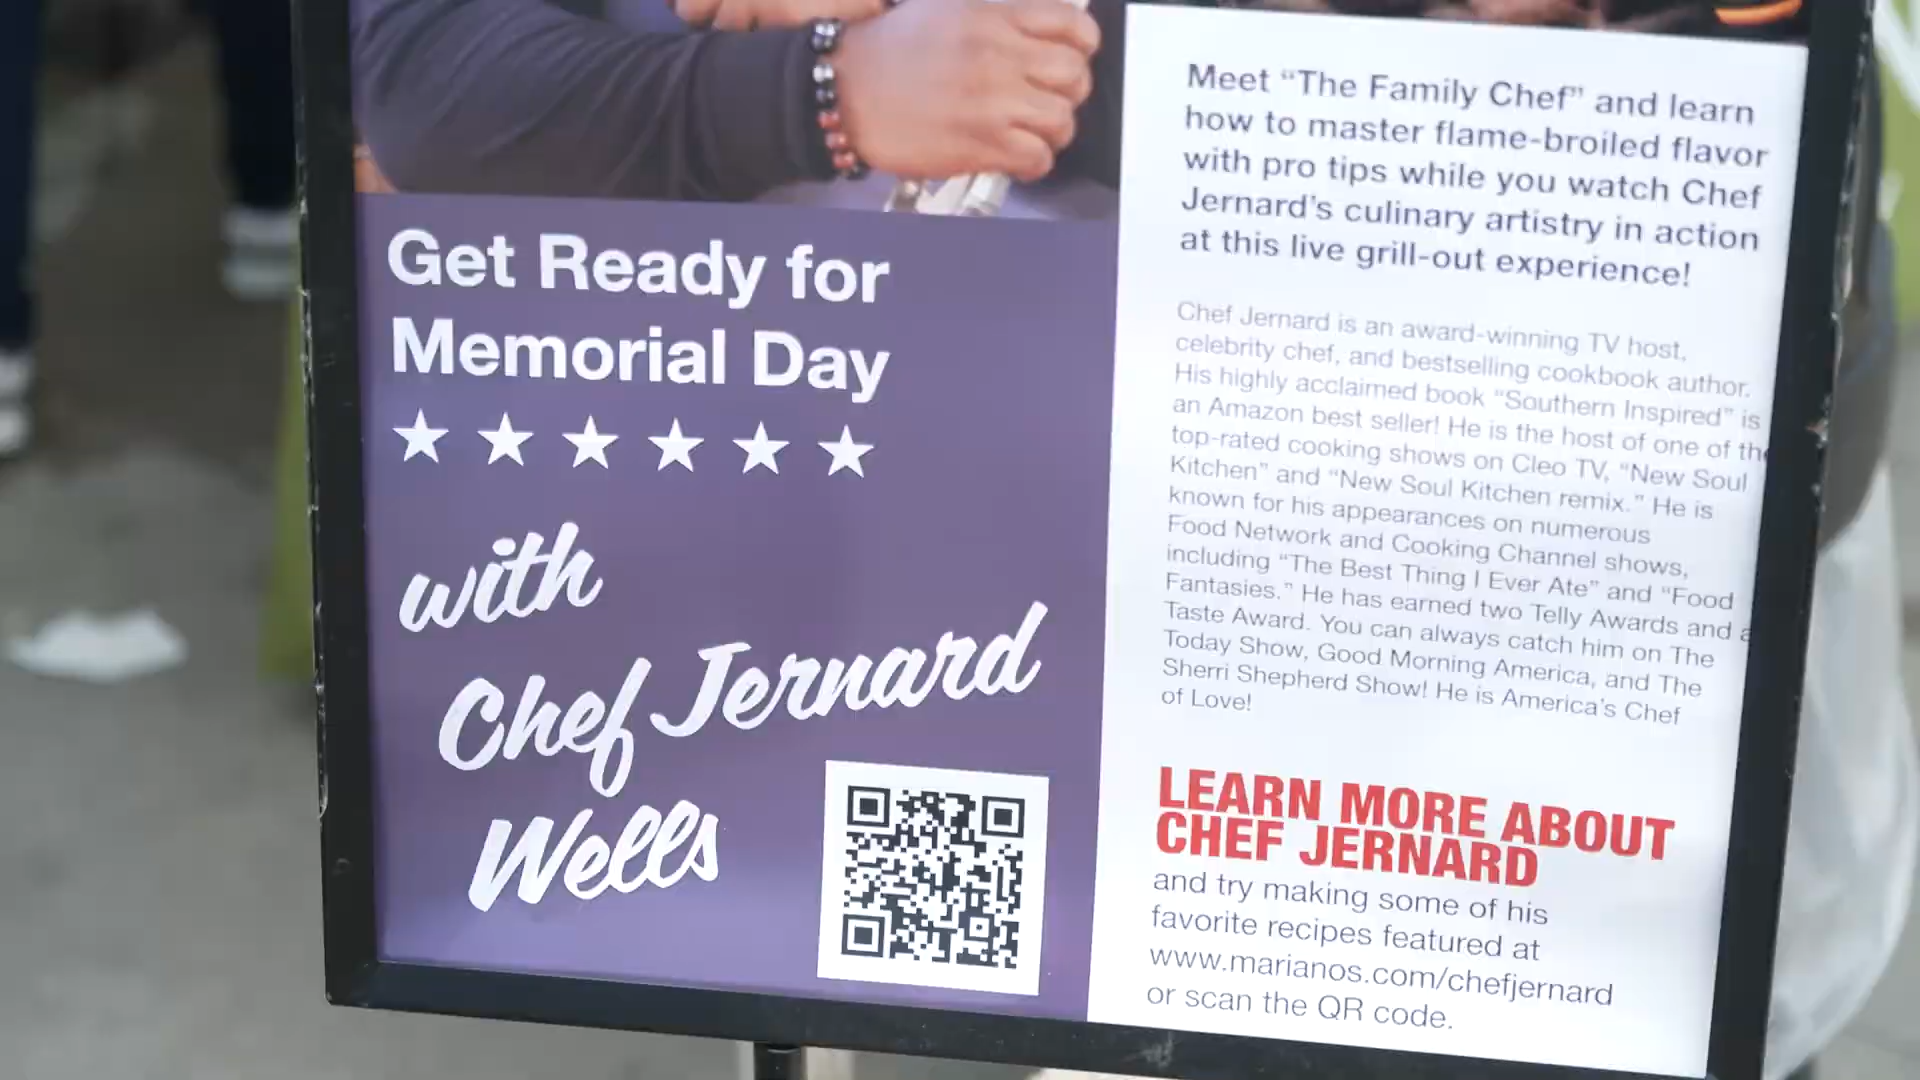 Get Ready for
Memorial Day
with
Chef Jernard
Wells
Meet “The Family Chef” and learn
how to master flame-broiled flavor
with pro tips while you watch Chef
Jernard’s culinary artistry in action
at this live grill-out experience!
Chef Jernard is an award-winning TV host,
celebrity chef, and bestselling cookbook author.
His highly acclaimed book “Southern Inspired” is
an Amazon best seller! He is the host of one of the
top-rated cooking shows on Cleo TV, “New Soul
Kitchen” and “New Soul Kitchen remix.” He is
known for his appearances on numerous
Food Network and Cooking Channel shows,
including “The Best Thing I Ever Ate” and “Food
Fantasies.” He has earned two Telly Awards and a
Taste Award. You can always catch him on The
Today Show, Good Morning America, and The
Sherri Shepherd Show! He is America’s Chef
of Love!
LEARN MORE ABOUT
CHEF JERNARD
and try making some of his
favorite recipes featured at
www.marianos.com/chefjernard
or scan the QR code.